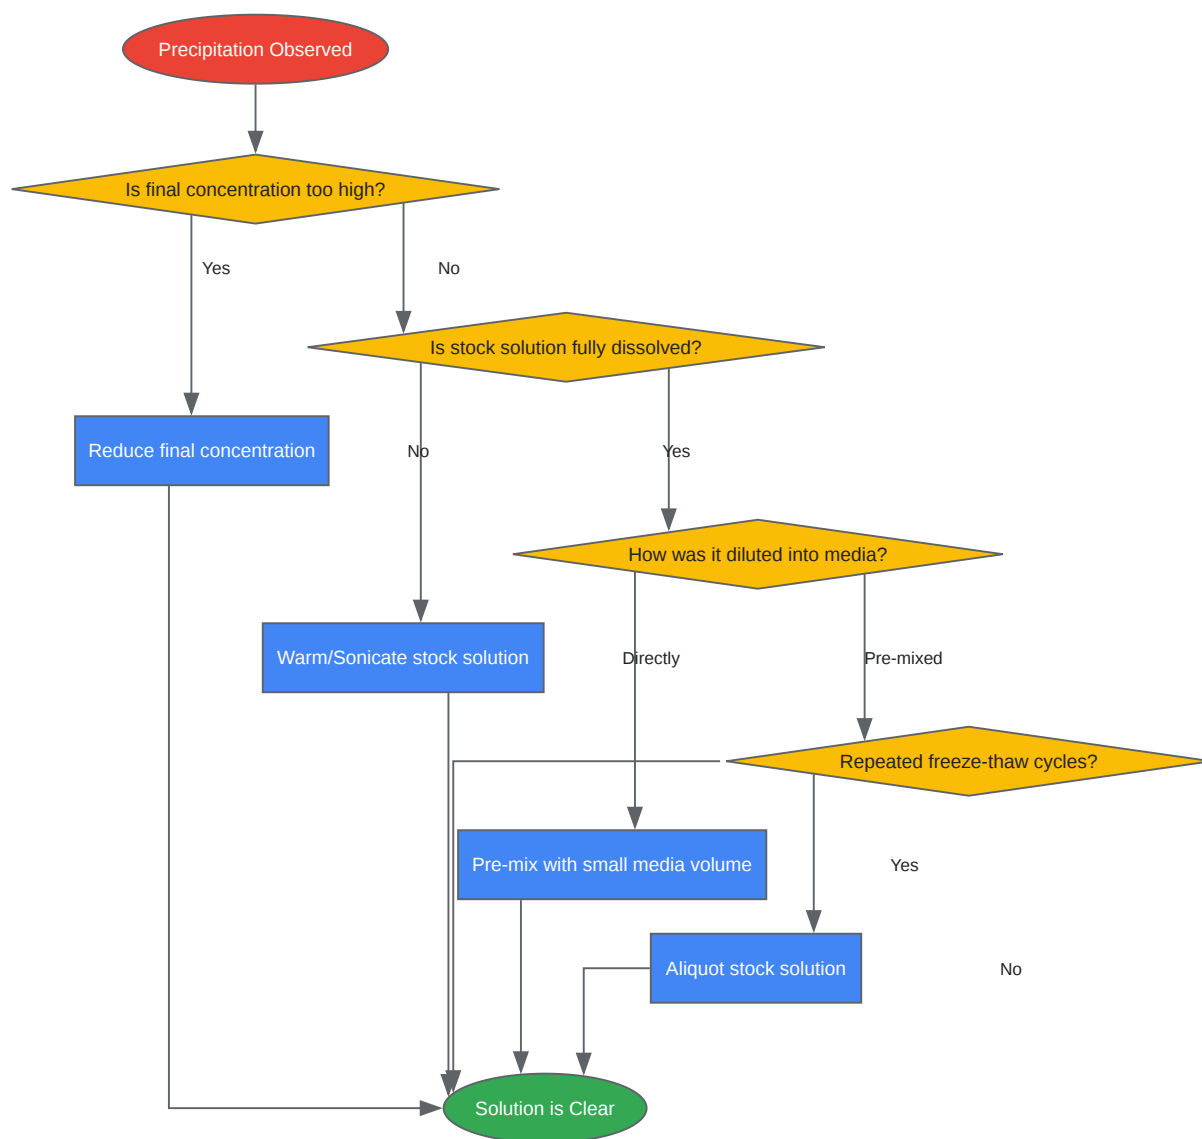 Precipitation Observed
Is final concentration too high?
Yes
No
Is stock solution fully dissolved?
Reduce final concentration
No
Yes
How was it diluted into media?
Warm/Sonicate stock solution
Directly
Pre-mixed
Repeated freeze-thaw cycles?
Pre-mix with small media volume
Yes
Aliquot stock solution
No
Solution is Clear